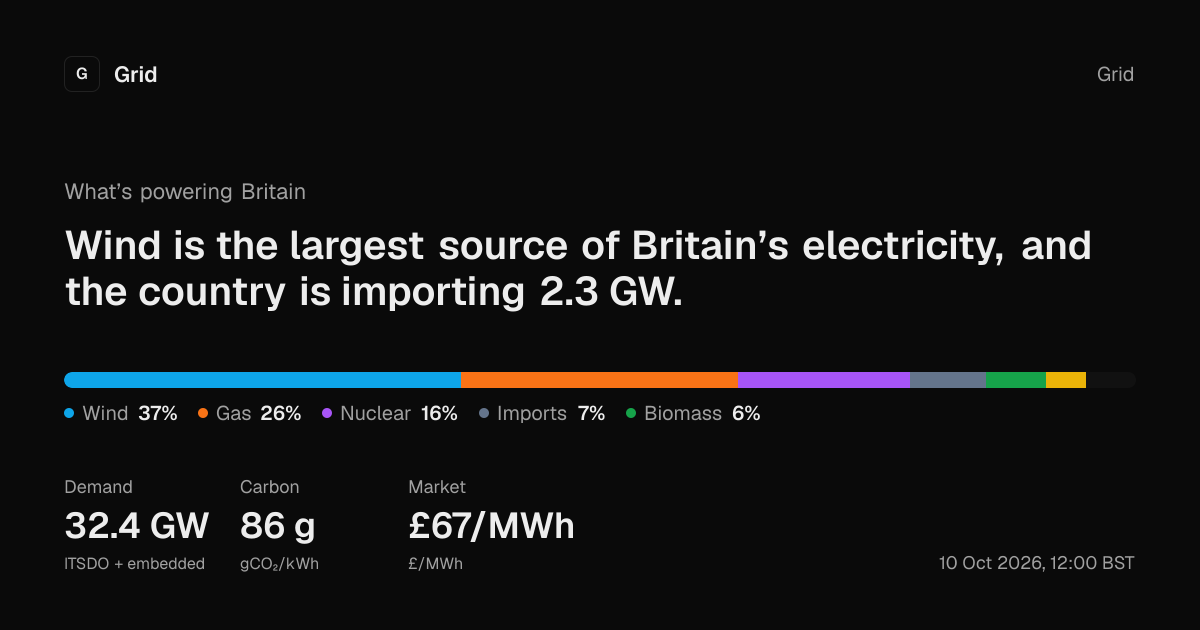 G Grid
Grid
What’s powering Britain
Wind is the largest source of Britain’s electricity, and
the country is importing 2.3 GW.
Wind 37% Gas 26% Nuclear 16% Imports 7% Biomass 6%
Demand Carbon Market
32.4 GW 86 g £67/MWh
ITSDO + embedded gCO₂/kWh £/MWh
10 Oct 2026, 12:00 BST